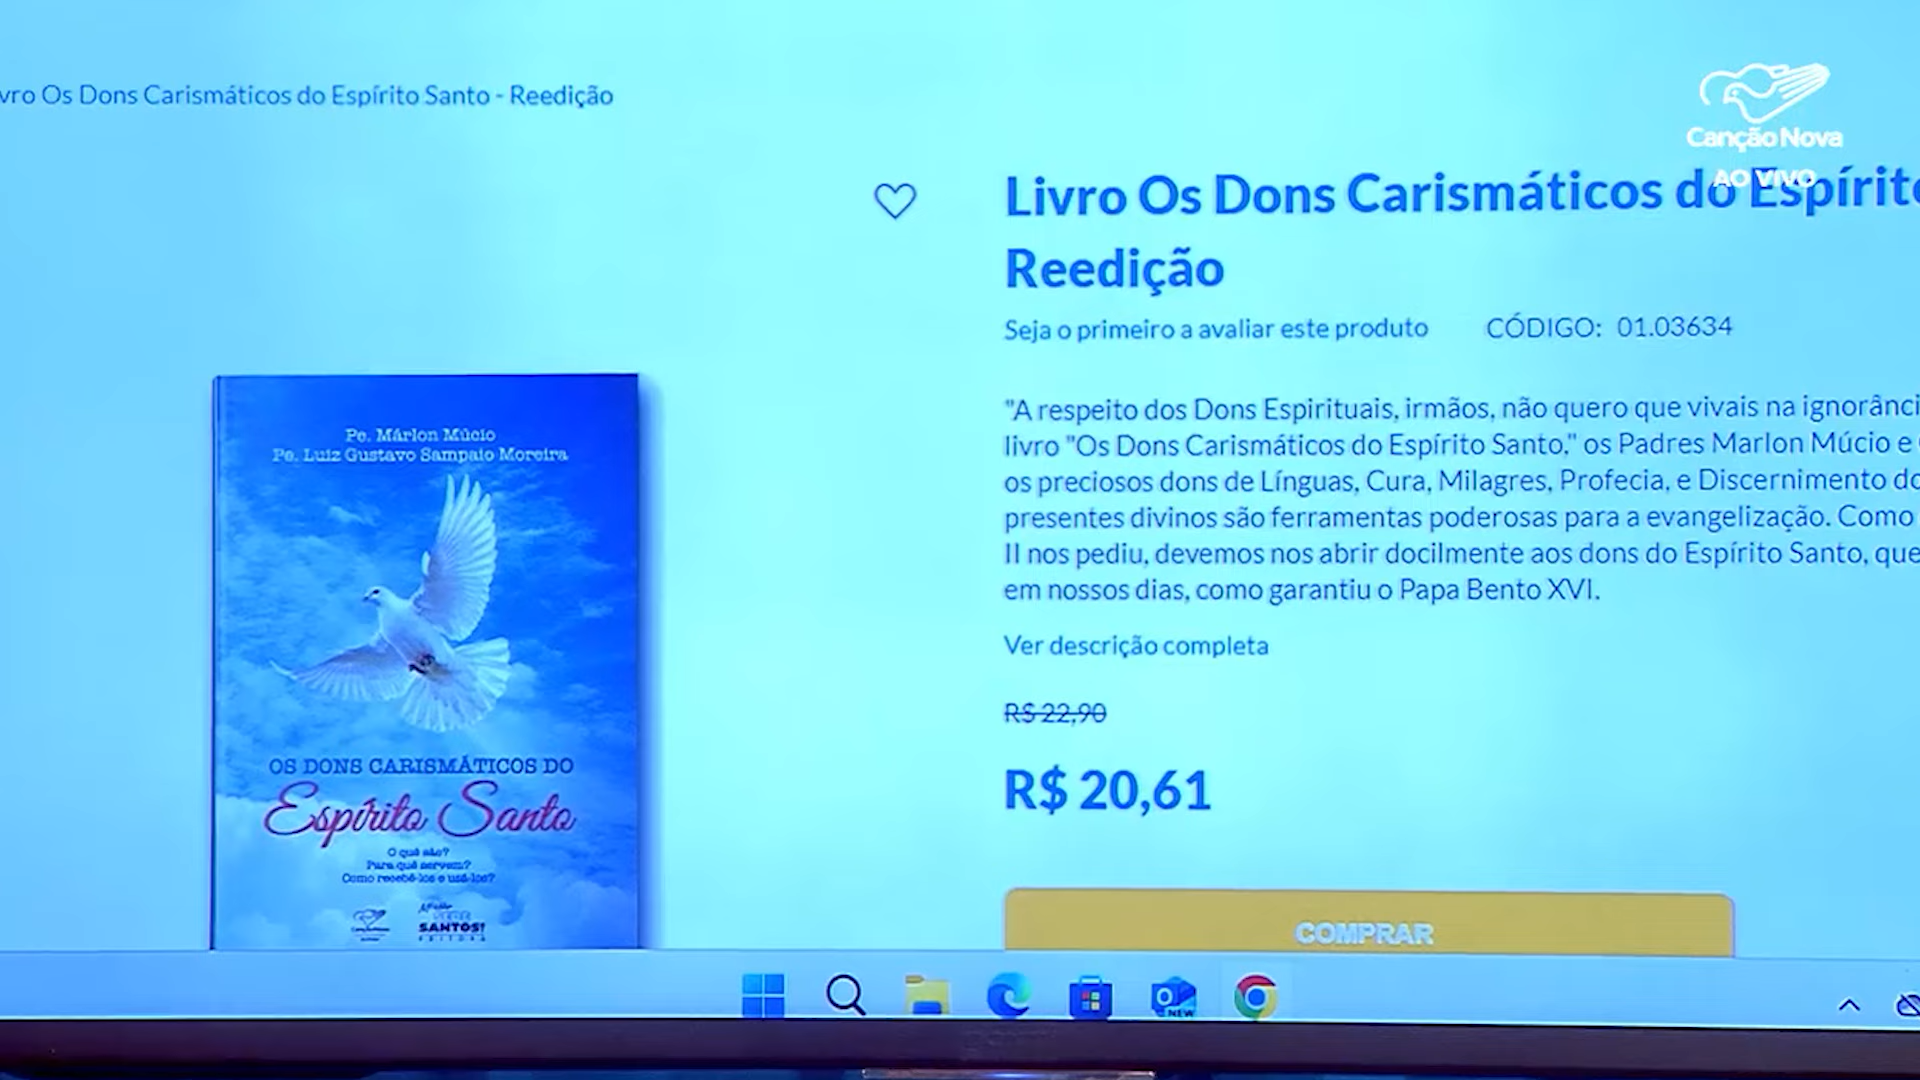 vro Os Dons Carismáticos do Espírito Santo - Reedição
Canção Nova
AO VIVO
Livro Os Dons Carismáticos do Espírito
Reedição
Seja o primeiro a avaliar este produto CÓDIGO: 01.03634
"A respeito dos Dons Espirituais, irmãos, não quero que vivais na ignorânci
livro "Os Dons Carismáticos do Espírito Santo," os Padres Marlon Múcio e
os preciosos dons de Línguas, Cura, Milagres, Profecia, e Discernimento do
presentes divinos são ferramentas poderosas para a evangelização. Como
II nos pediu, devemos nos abrir docilmente aos dons do Espírito Santo, que
em nossos dias, como garantiu o Papa Bento XVI.
Ver descrição completa
R$ 22,90
R$ 20,61
COMPRAR
Pe. Márlon Múcio
Pe. Luiz Gustavo Sampaio Moreira
OS DONS CARISMÁTICOS DO
Espírito Santo
O quê são?
Para quê servem?
Como recebê-los e usá-los?
Canção Nova
SANTOS!
EDITORA
NEW